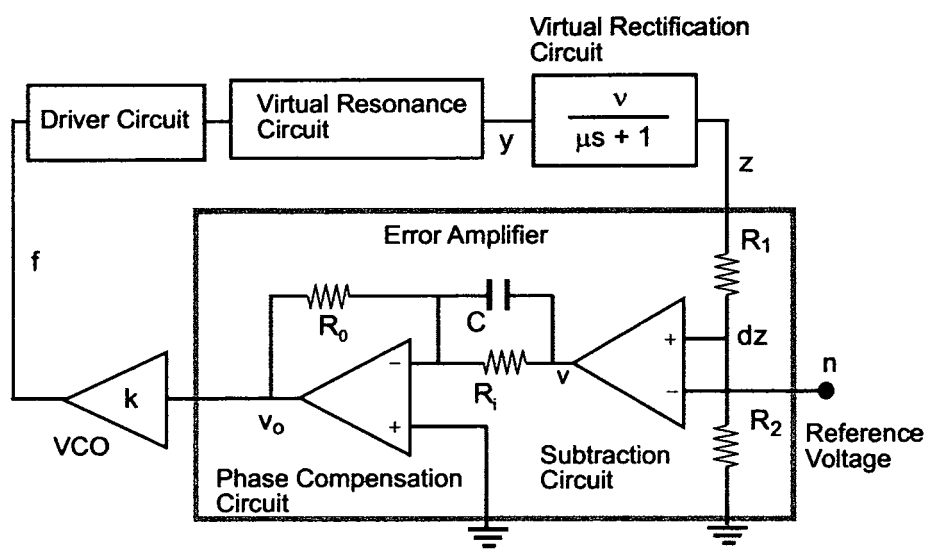 Virtual Rectification
Circuit
Driver Circuit
Virtual Resonance
Circuit
y
ν
μs + 1
z
Error Amplifier
R₁
f
R₀
C
dz
+
−
v
−
n
Rᵢ
k
vₒ
+
R₂
VCO
Reference
Voltage
Subtraction
Circuit
Phase Compensation
Circuit